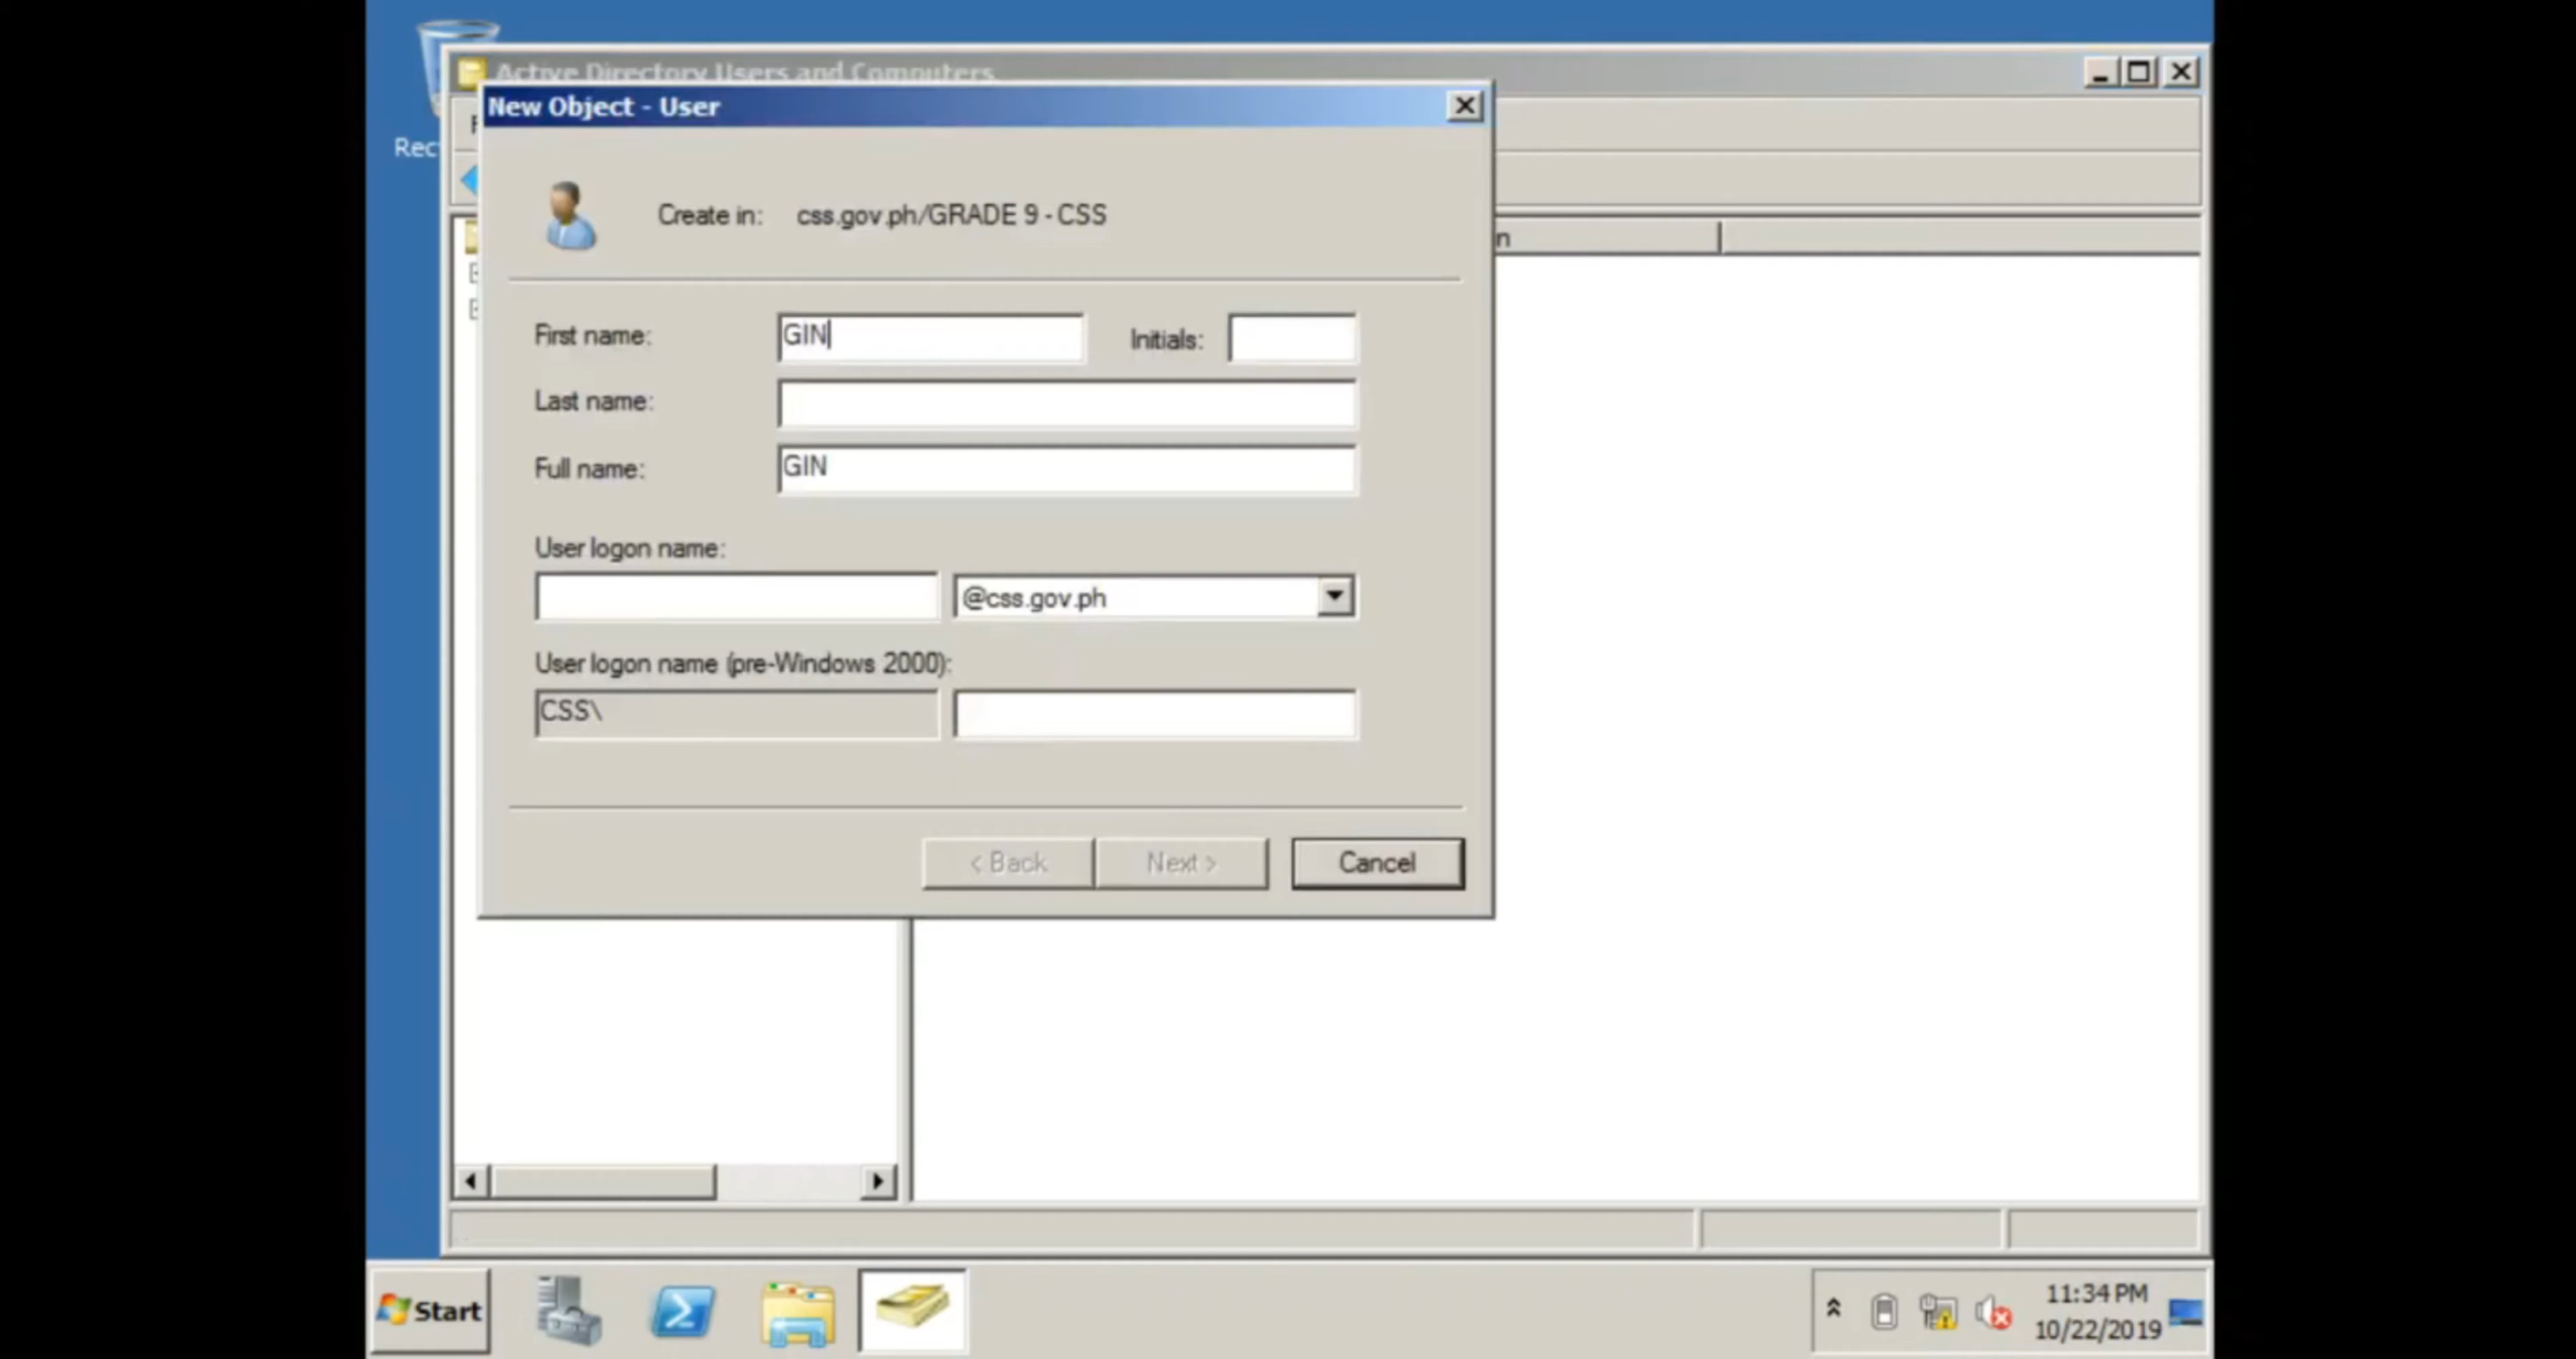 Active Directory Users and Computers
New Object - User
Rec
Create in: css.gov.ph/GRADE 9 - CSS
n
First name: GIN Initials:
Last name:
Full name: GIN
User logon name:
@css.gov.ph
User logon name (pre-Windows 2000):
CSS\
< Back Next > Cancel
Start
11:34 PM
10/22/2019